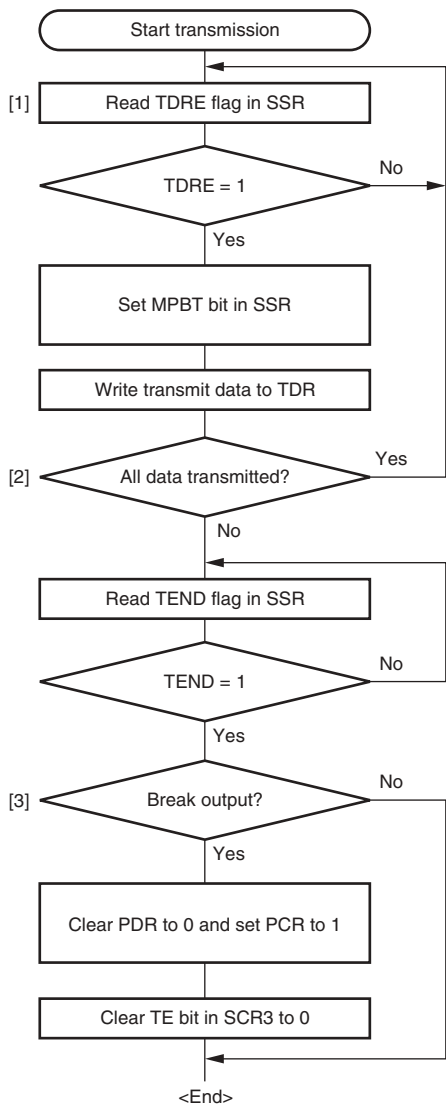 Start transmission
[1] Read TDRE flag in SSR
TDRE = 1
No
Yes
Set MPBT bit in SSR
Write transmit data to TDR
[2] All data transmitted?
Yes
No
Read TEND flag in SSR
TEND = 1
No
Yes
[3] Break output?
No
Yes
Clear PDR to 0 and set PCR to 1
Clear TE bit in SCR3 to 0
<End>